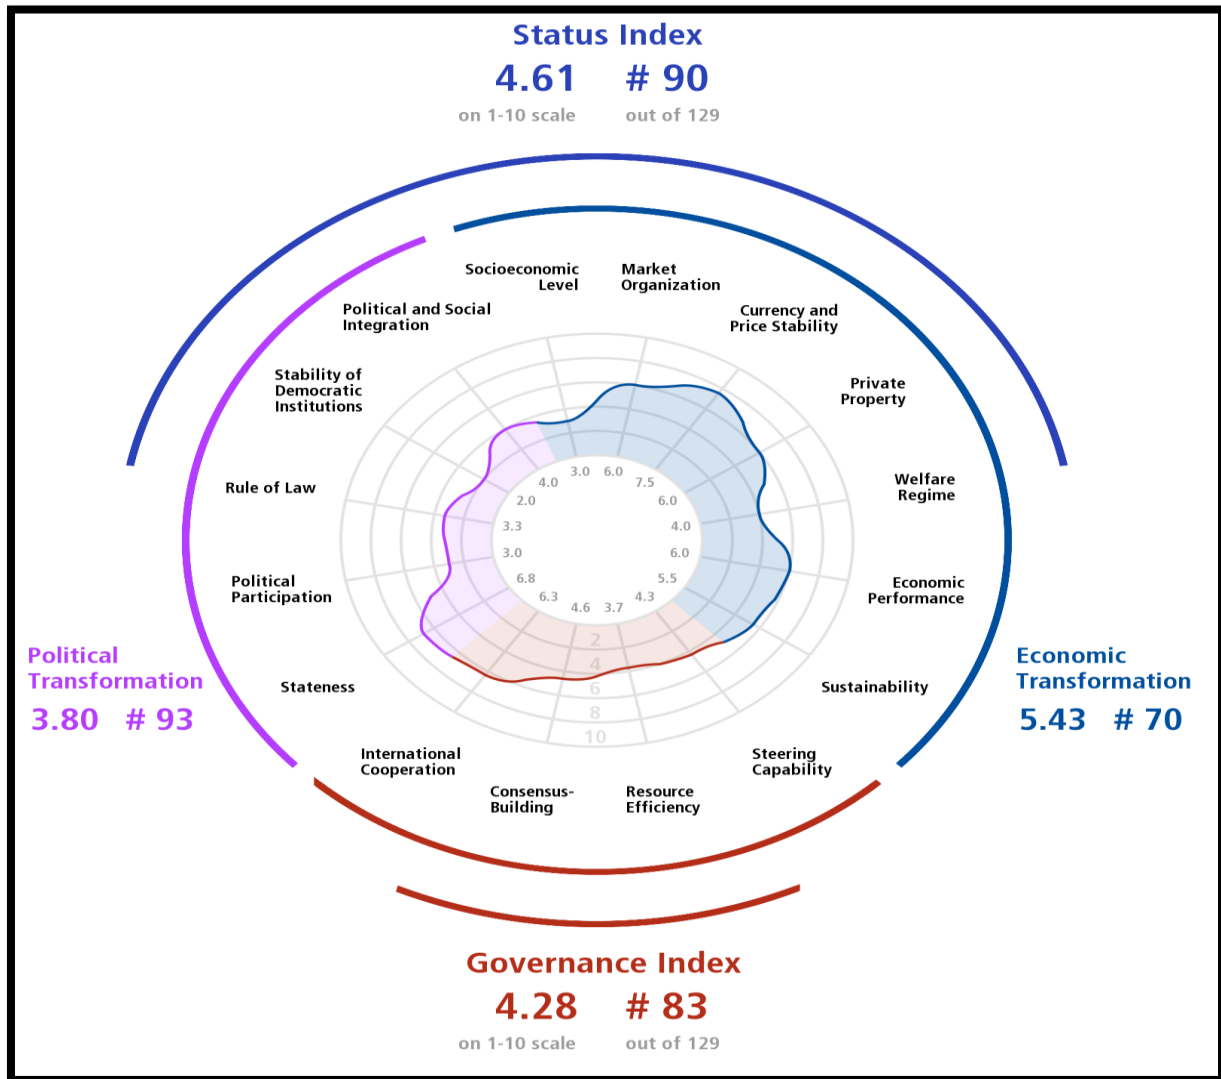 Status Index
4.61 # 90
on 1-10 scale out of 129
Socioeconomic
Level
Market
Organization
Political and Social
Integration
Currency and
Price Stability
Stability of
Democratic
Institutions
Private
Property
Rule of Law
Welfare
Regime
Political
Participation
Economic
Performance
3.0 6.0
4.0 7.5
2.0 6.0
3.3 4.0
3.0 6.0
6.8 5.5
6.3 4.3
4.6 3.7
2
4
6
8
10
Political
Transformation
3.80 # 93
Economic
Transformation
5.43 # 70
Stateness
Sustainability
International
Cooperation
Steering
Capability
Consensus-
Building
Resource
Efficiency
Governance Index
4.28 # 83
on 1-10 scale out of 129